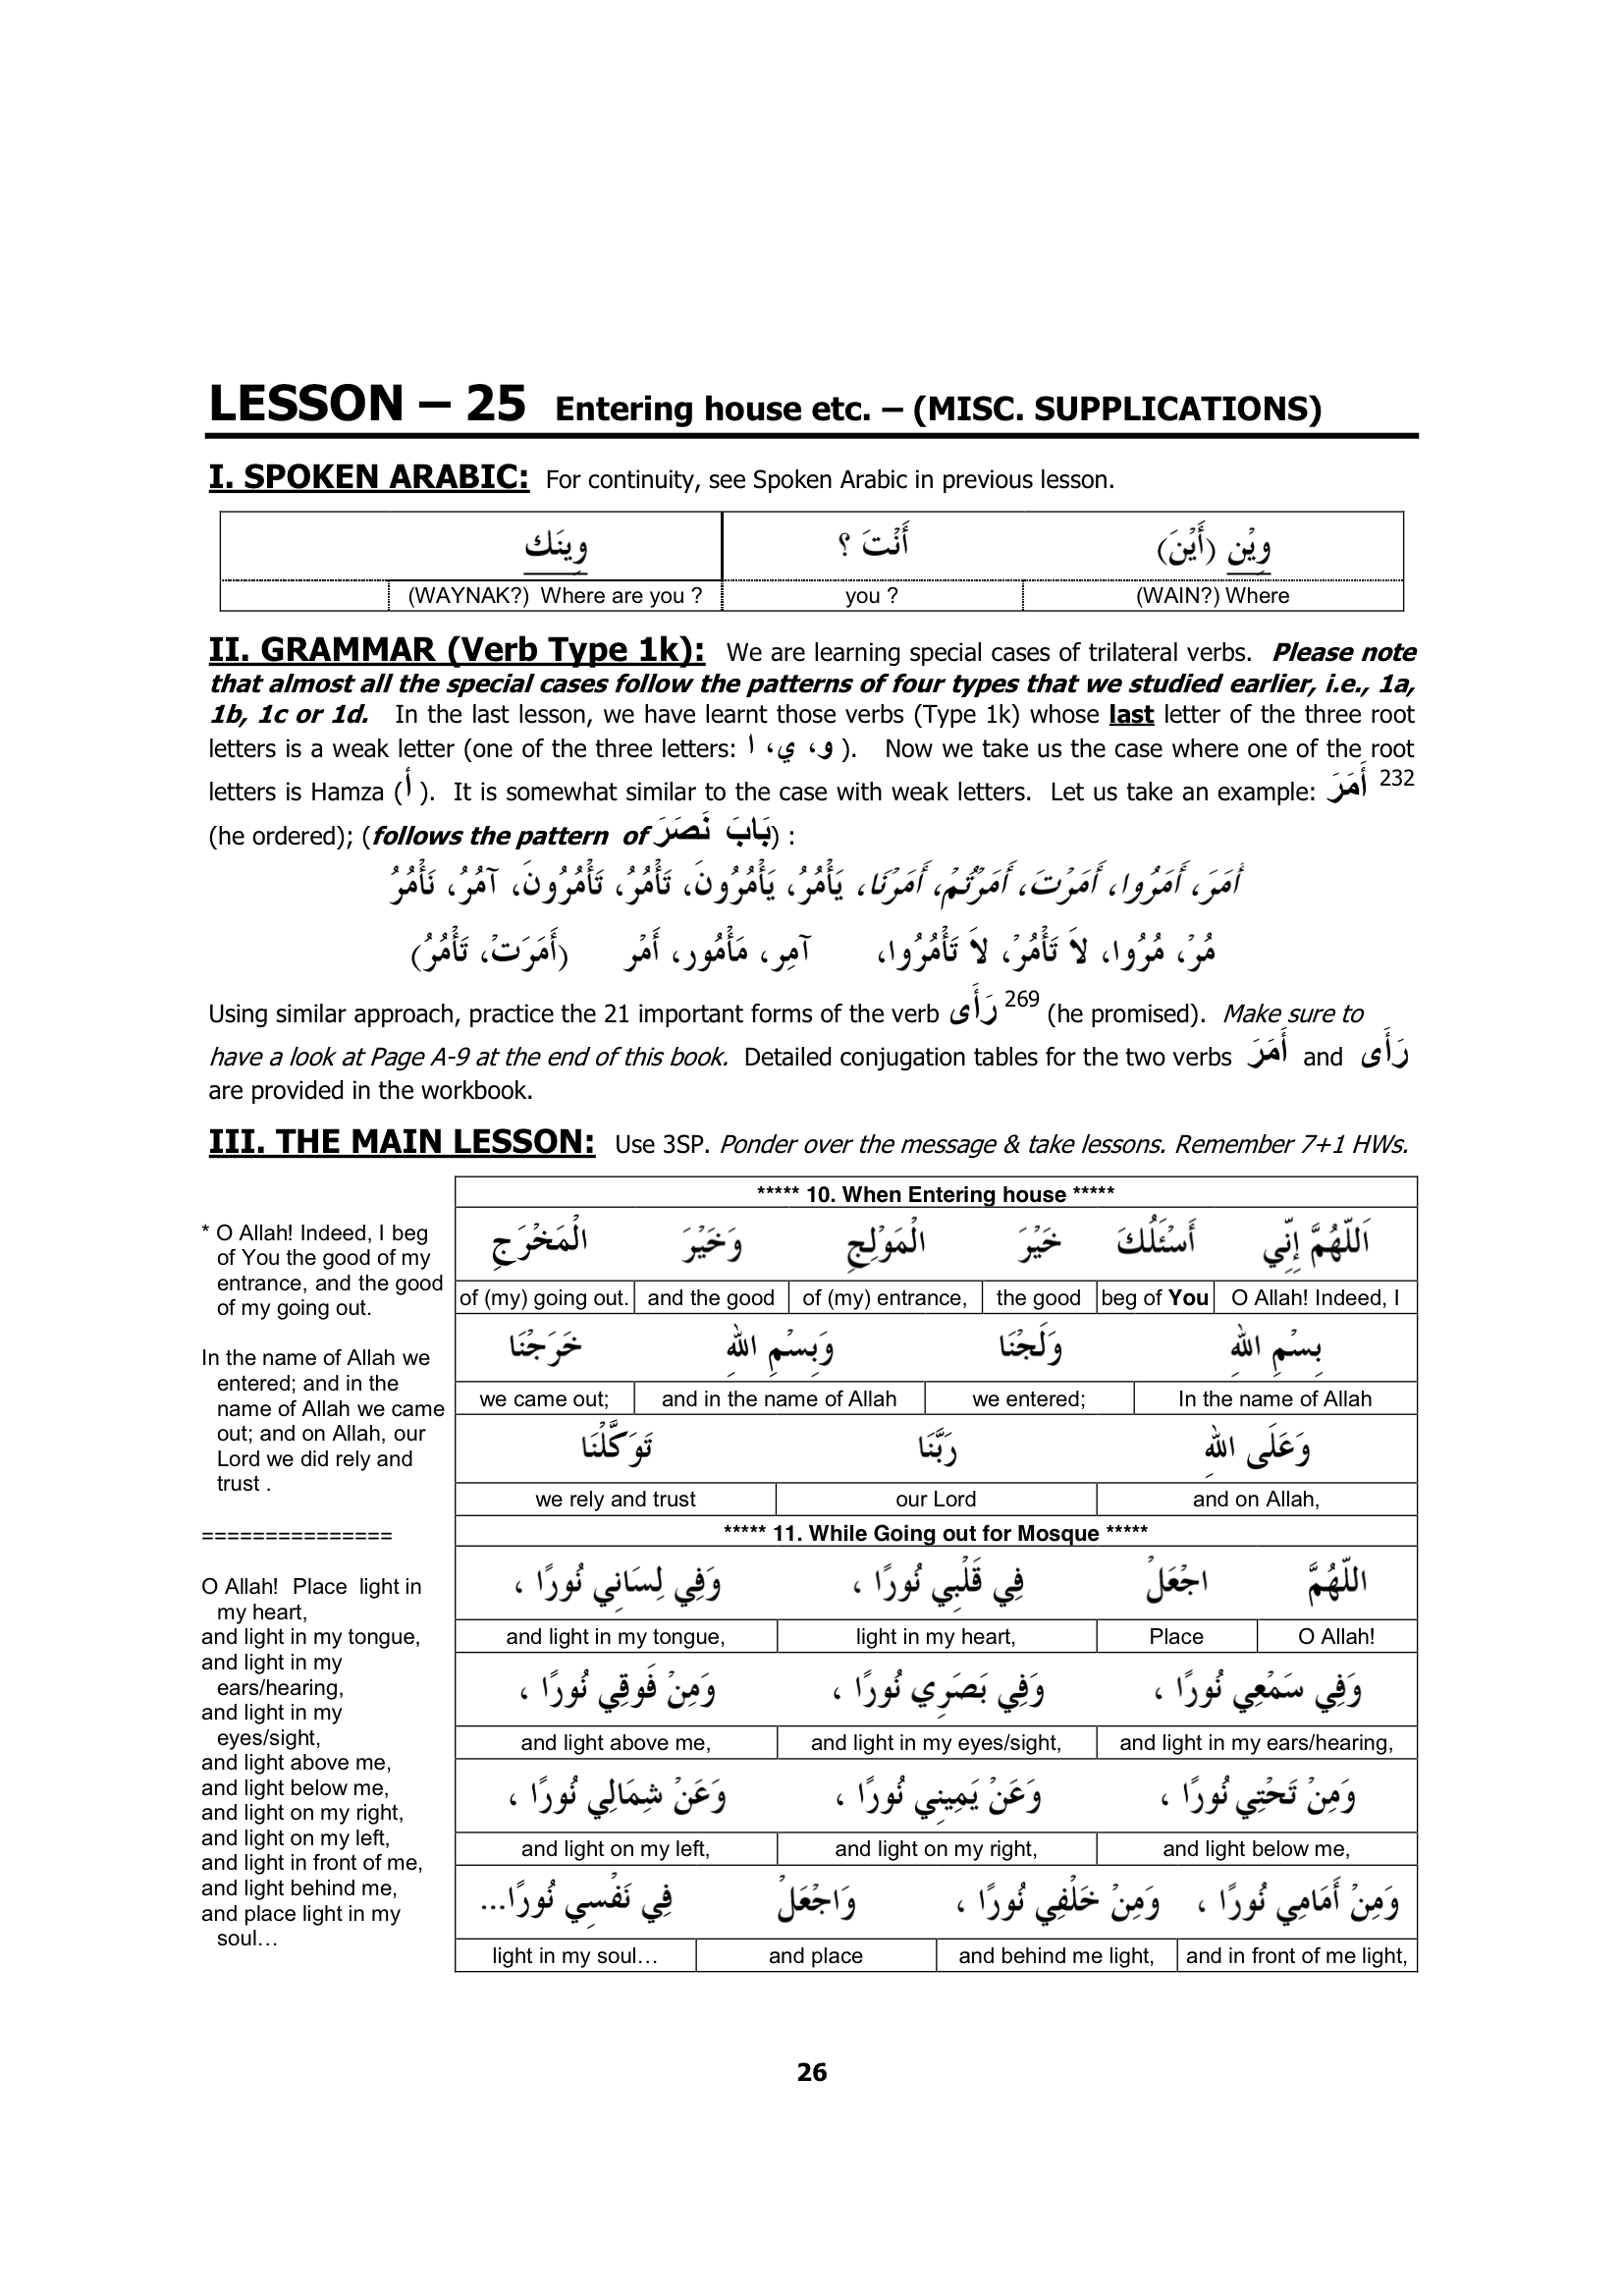 LESSON – 25 Entering house etc. – (MISC. SUPPLICATIONS)
I. SPOKEN ARABIC: For continuity, see Spoken Arabic in previous lesson.
وِيْن (أَيْنَ) أَنْتَ ؟ وِينَك
(WAIN?) Where you ? (WAYNAK?) Where are you ?
II. GRAMMAR (Verb Type 1k): We are learning special cases of trilateral verbs. Please note
that almost all the special cases follow the patterns of four types that we studied earlier, i.e., 1a,
1b, 1c or 1d. In the last lesson, we have learnt those verbs (Type 1k) whose last letter of the three root
letters is a weak letter (one of the three letters: و، ي، ا ). Now we take us the case where one of the root
letters is Hamza (أ ). It is somewhat similar to the case with weak letters. Let us take an example: أَمَرَ 232
(he ordered); (follows the pattern of بَابَ نَصَرَ) :
أَمَرَ، أَمَرُوا، أَمَرْتَ، أَمَرْتُمْ، أَمَرْنَا، يَأْمُرُ، يَأْمُرُونَ، تَأْمُرُ، تَأْمُرُونَ، آمُرُ، نَأْمُرُ
مُرْ، مُرُوا، لاَ تَأْمُرْ، لاَ تَأْمُرُوا، آمِر، مَأْمُور، أَمْر (أَمَرَتْ، تَأْمُرُ)
Using similar approach, practice the 21 important forms of the verb رَأَى 269 (he promised). Make sure to
have a look at Page A-9 at the end of this book. Detailed conjugation tables for the two verbs أَمَرَ and رَأَى
are provided in the workbook.
III. THE MAIN LESSON: Use 3SP. Ponder over the message & take lessons. Remember 7+1 HWs.
* O Allah! Indeed, I beg
of You the good of my
entrance, and the good
of my going out.
In the name of Allah we
entered; and in the
name of Allah we came
out; and on Allah, our
Lord we did rely and
trust .
===============
O Allah! Place light in
my heart,
and light in my tongue,
and light in my
ears/hearing,
and light in my
eyes/sight,
and light above me,
and light below me,
and light on my right,
and light on my left,
and light in front of me,
and light behind me,
and place light in my
soul…
***** 10. When Entering house *****
اَللّهُمَّ إِنِّي أَسْئَلُكَ خَيْرَ الْمَوْلِجِ وَخَيْرَ الْمَخْرَجِ
O Allah! Indeed, I beg of You the good of (my) entrance, and the good of (my) going out.
بِسْمِ اللهِ وَلَجْنَا وَبِسْمِ اللهِ خَرَجْنَا
In the name of Allah we entered; and in the name of Allah we came out;
وَعَلَى اللهِ رَبَّنَا تَوَكَّلْنَا
and on Allah, our Lord we rely and trust
***** 11. While Going out for Mosque *****
اللّهُمَّ اجْعَلْ فِي قَلْبِي نُورًا ، وَفِي لِسَانِي نُورًا ،
O Allah! Place light in my heart, and light in my tongue,
وَفِي سَمْعِي نُورًا ، وَفِي بَصَرِي نُورًا ، وَمِنْ فَوقِي نُورًا ،
and light in my ears/hearing, and light in my eyes/sight, and light above me,
وَمِنْ تَحْتِي نُورًا ، وَعَنْ يَمِينِي نُورًا ، وَعَنْ شِمَالِي نُورًا ،
and light below me, and light on my right, and light on my left,
وَمِنْ أَمَامِي نُورًا ، وَمِنْ خَلْفِي نُورًا ، وَاجْعَلْ فِي نَفْسِي نُورًا...
and in front of me light, and behind me light, and place light in my soul…
26